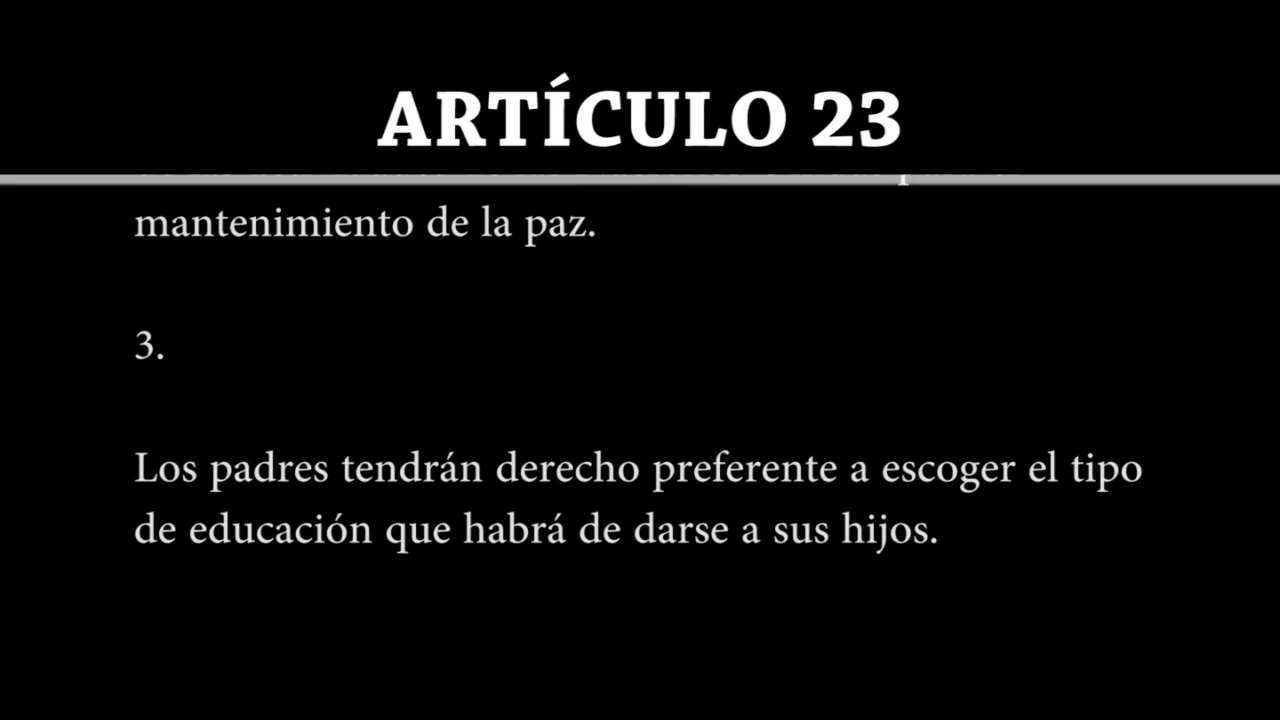 ARTÍCULO 23
mantenimiento de la paz.
3.
Los padres tendrán derecho preferente a escoger el tipo
de educación que habrá de darse a sus hijos.